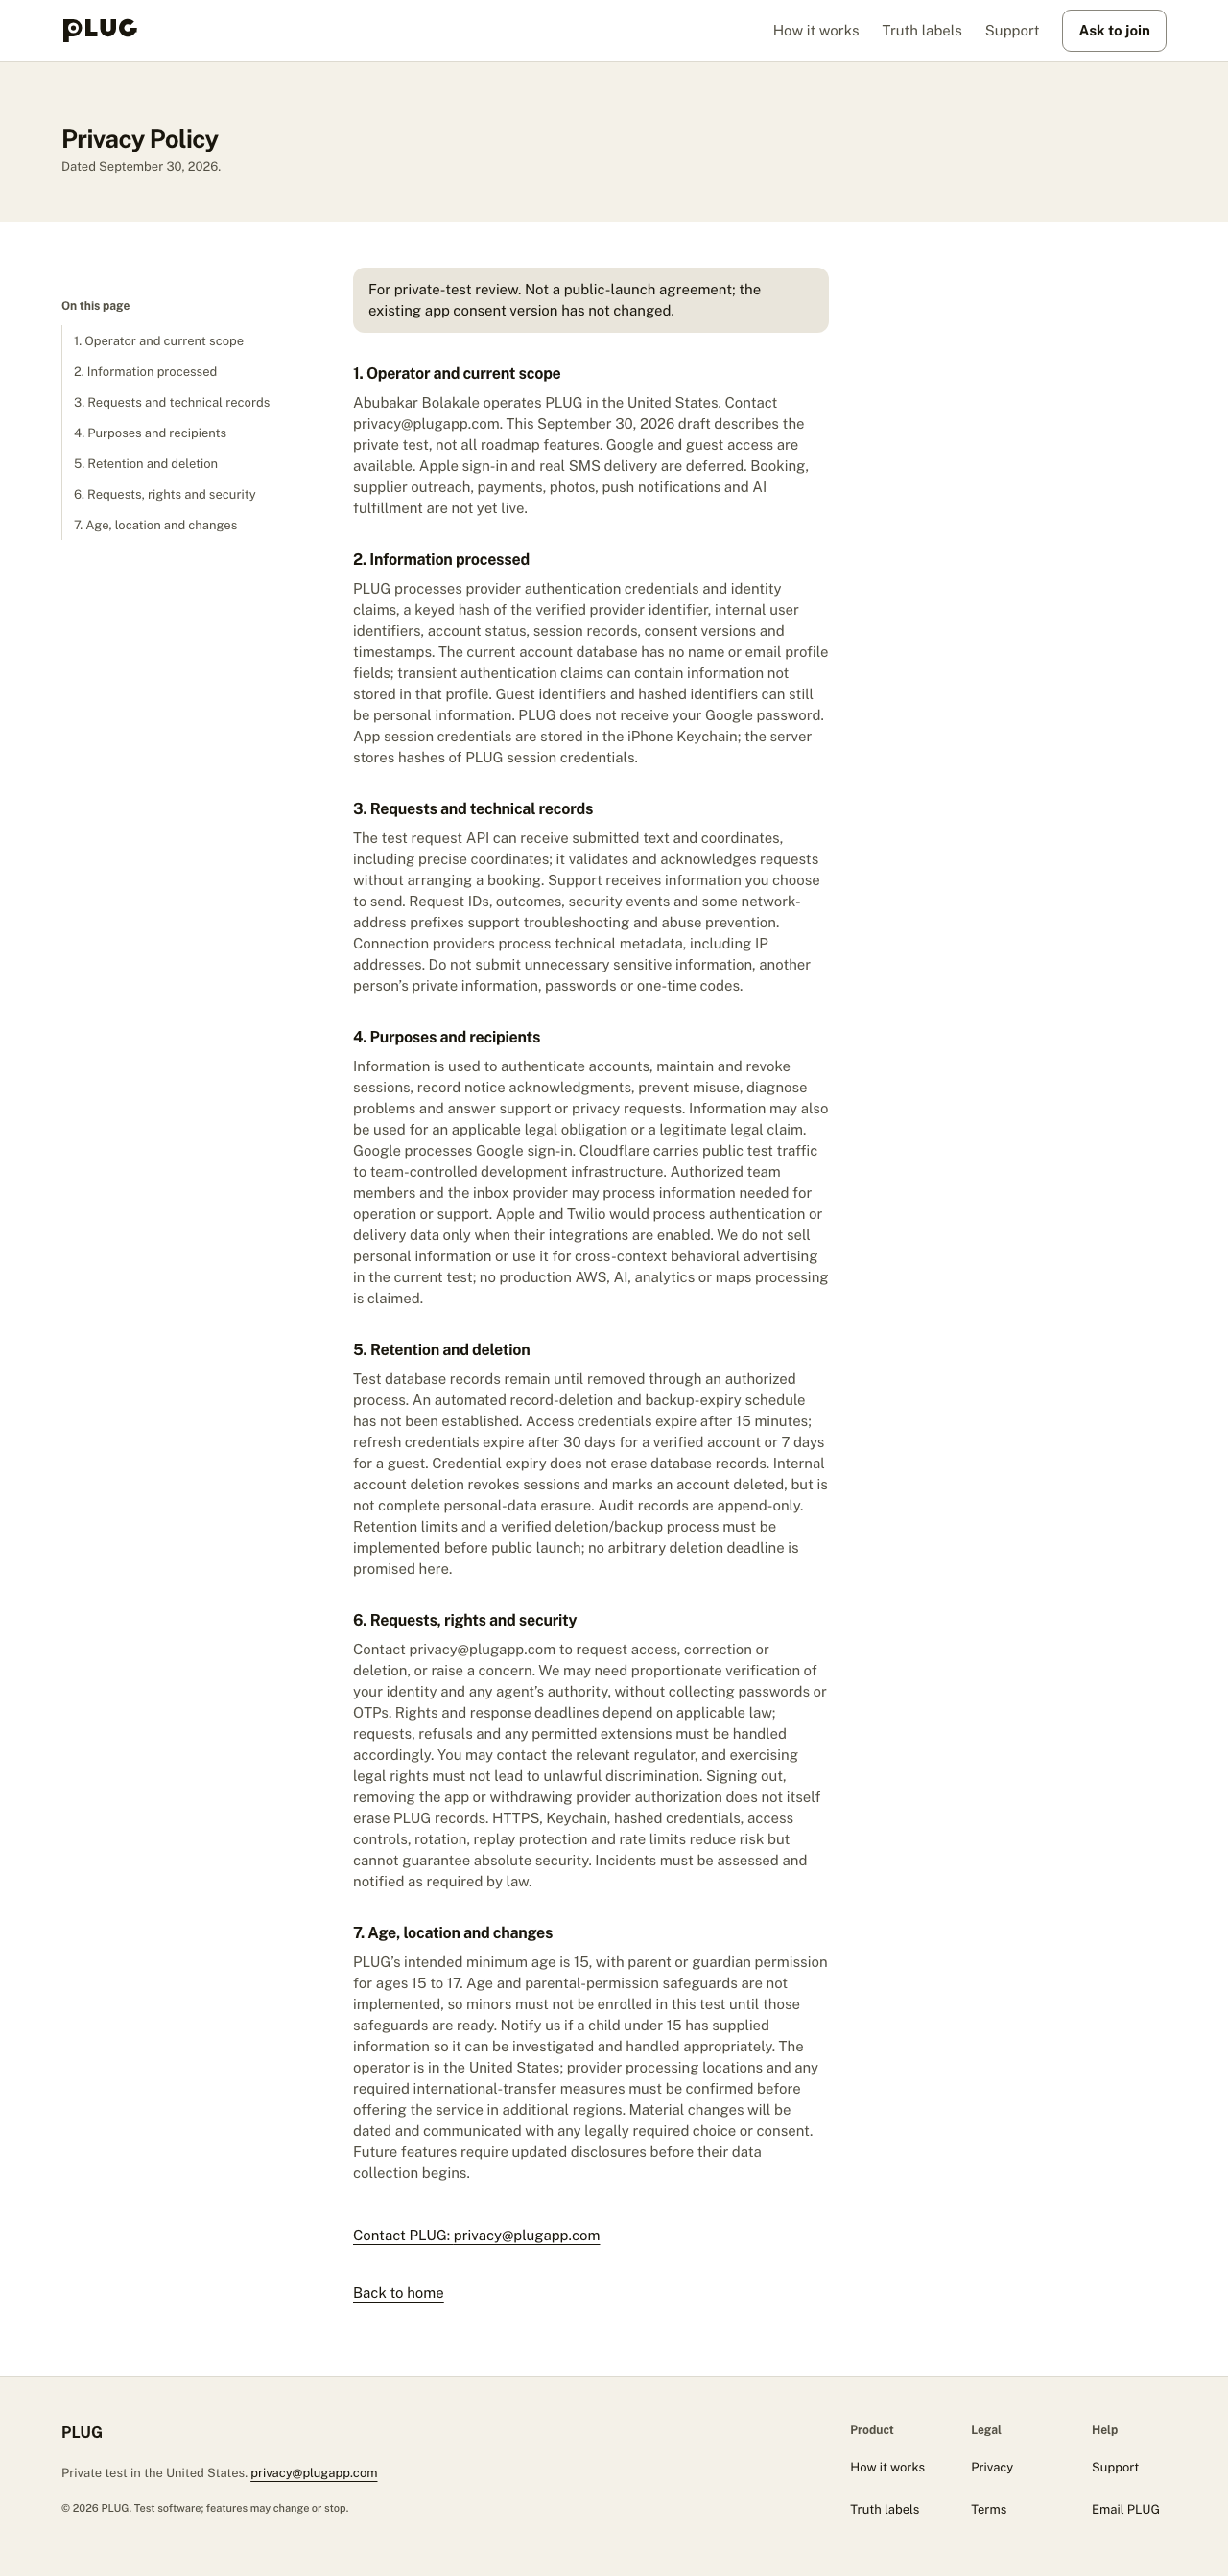 PLUG
How it works
Truth labels
Support
Ask to join
Privacy Policy
Dated September 30, 2026.
On this page
1. Operator and current scope
2. Information processed
3. Requests and technical records
4. Purposes and recipients
5. Retention and deletion
6. Requests, rights and security
7. Age, location and changes
For private-test review. Not a public-launch agreement; the
existing app consent version has not changed.
1. Operator and current scope
Abubakar Bolakale operates PLUG in the United States. Contact
privacy@plugapp.com. This September 30, 2026 draft describes the
private test, not all roadmap features. Google and guest access are
available. Apple sign-in and real SMS delivery are deferred. Booking,
supplier outreach, payments, photos, push notifications and AI
fulfillment are not yet live.
2. Information processed
PLUG processes provider authentication credentials and identity
claims, a keyed hash of the verified provider identifier, internal user
identifiers, account status, session records, consent versions and
timestamps. The current account database has no name or email profile
fields; transient authentication claims can contain information not
stored in that profile. Guest identifiers and hashed identifiers can still
be personal information. PLUG does not receive your Google password.
App session credentials are stored in the iPhone Keychain; the server
stores hashes of PLUG session credentials.
3. Requests and technical records
The test request API can receive submitted text and coordinates,
including precise coordinates; it validates and acknowledges requests
without arranging a booking. Support receives information you choose
to send. Request IDs, outcomes, security events and some network-
address prefixes support troubleshooting and abuse prevention.
Connection providers process technical metadata, including IP
addresses. Do not submit unnecessary sensitive information, another
person’s private information, passwords or one-time codes.
4. Purposes and recipients
Information is used to authenticate accounts, maintain and revoke
sessions, record notice acknowledgments, prevent misuse, diagnose
problems and answer support or privacy requests. Information may also
be used for an applicable legal obligation or a legitimate legal claim.
Google processes Google sign-in. Cloudflare carries public test traffic
to team-controlled development infrastructure. Authorized team
members and the inbox provider may process information needed for
operation or support. Apple and Twilio would process authentication or
delivery data only when their integrations are enabled. We do not sell
personal information or use it for cross-context behavioral advertising
in the current test; no production AWS, AI, analytics or maps processing
is claimed.
5. Retention and deletion
Test database records remain until removed through an authorized
process. An automated record-deletion and backup-expiry schedule
has not been established. Access credentials expire after 15 minutes;
refresh credentials expire after 30 days for a verified account or 7 days
for a guest. Credential expiry does not erase database records. Internal
account deletion revokes sessions and marks an account deleted, but is
not complete personal-data erasure. Audit records are append-only.
Retention limits and a verified deletion/backup process must be
implemented before public launch; no arbitrary deletion deadline is
promised here.
6. Requests, rights and security
Contact privacy@plugapp.com to request access, correction or
deletion, or raise a concern. We may need proportionate verification of
your identity and any agent’s authority, without collecting passwords or
OTPs. Rights and response deadlines depend on applicable law;
requests, refusals and any permitted extensions must be handled
accordingly. You may contact the relevant regulator, and exercising
legal rights must not lead to unlawful discrimination. Signing out,
removing the app or withdrawing provider authorization does not itself
erase PLUG records. HTTPS, Keychain, hashed credentials, access
controls, rotation, replay protection and rate limits reduce risk but
cannot guarantee absolute security. Incidents must be assessed and
notified as required by law.
7. Age, location and changes
PLUG’s intended minimum age is 15, with parent or guardian permission
for ages 15 to 17. Age and parental-permission safeguards are not
implemented, so minors must not be enrolled in this test until those
safeguards are ready. Notify us if a child under 15 has supplied
information so it can be investigated and handled appropriately. The
operator is in the United States; provider processing locations and any
required international-transfer measures must be confirmed before
offering the service in additional regions. Material changes will be
dated and communicated with any legally required choice or consent.
Future features require updated disclosures before their data
collection begins.
Contact PLUG: privacy@plugapp.com
Back to home
PLUG
Private test in the United States. privacy@plugapp.com
© 2026 PLUG. Test software; features may change or stop.
Product
How it works
Truth labels
Legal
Privacy
Terms
Help
Support
Email PLUG